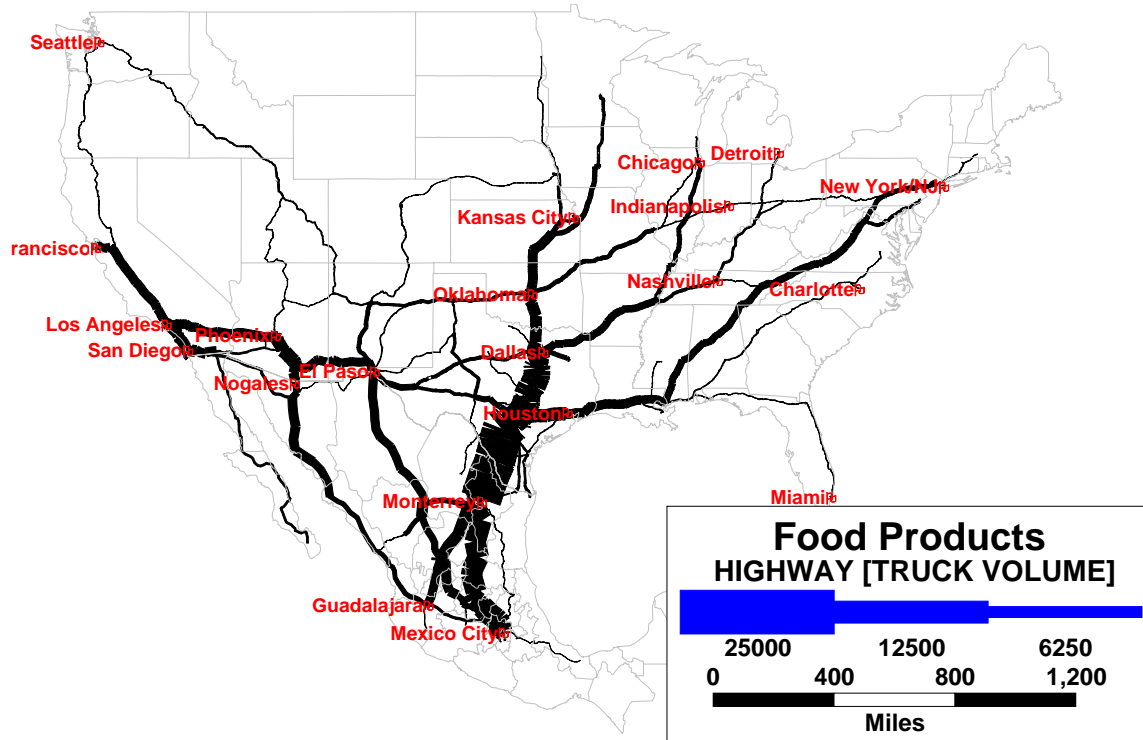 Seattle
Chicago
Detroit
New York/NJ
Kansas City
Indianapolis
rancisco
Oklahoma
Nashville
Charlotte
Los Angeles
Phoenix
San Diego
Dallas
El Paso
Nogales
Houston
Monterrey
Miami
Guadalajara
Mexico City
Food Products
HIGHWAY [TRUCK VOLUME]
25000 12500 6250
0 400 800 1,200
Miles